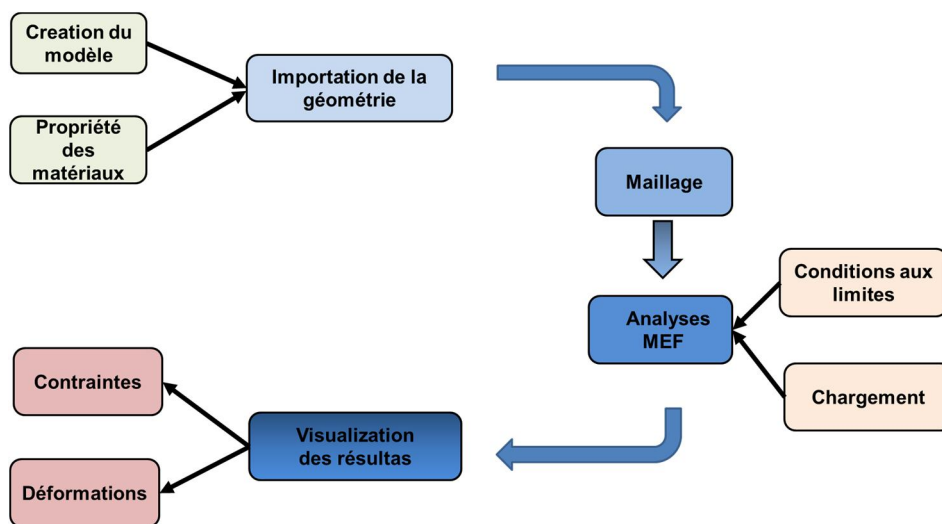 Creation du
modèle
Propriété
des
matériaux
Importation de la
géométrie
Maillage
Analyses
MEF
Conditions aux
limites
Chargement
Visualization
des résultas
Contraintes
Déformations